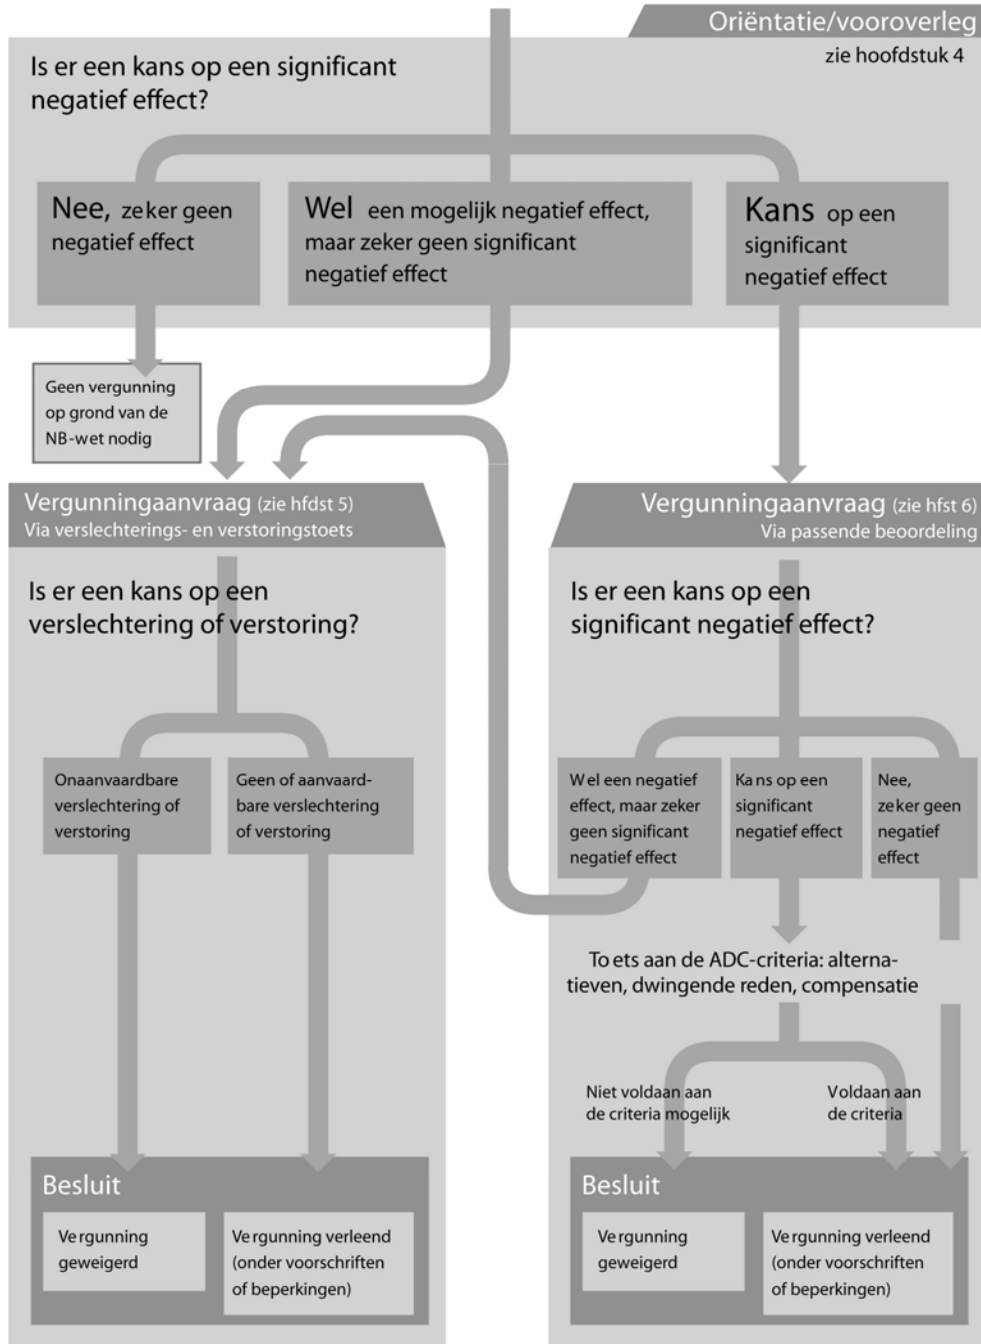 Oriëntatie/vooroverleg
zie hoofdstuk 4
Is er een kans op een significant
negatief effect?
Nee, zeker geen
negatief effect
Wel een mogelijk negatief effect,
maar zeker geen significant
negatief effect
Kans op een
significant
negatief effect
Geen vergunning
op grond van de
NB-wet nodig
Vergunningaanvraag (zie hfdst 5)
Via verslechterings- en verstoringstoets
Is er een kans op een
verslechtering of verstoring?
Onaanvaardbare
verslechtering of
verstoring
Geen of aanvaard-
bare verslechtering
of verstoring
Besluit
Vergunning
geweigerd
Vergunning verleend
(onder voorschriften
of beperkingen)
Vergunningaanvraag (zie hfst 6)
Via passende beoordeling
Is er een kans op een
significant negatief effect?
Wel een negatief
effect, maar zeker
geen significant
negatief effect
Kans op een
significant
negatief effect
Nee,
zeker geen
negatief
effect
Toets aan de ADC-criteria: alterna-
tieven, dwingende reden, compensatie
Niet voldaan aan
de criteria mogelijk
Voldaan aan
de criteria
Besluit
Vergunning
geweigerd
Vergunning verleend
(onder voorschriften
of beperkingen)